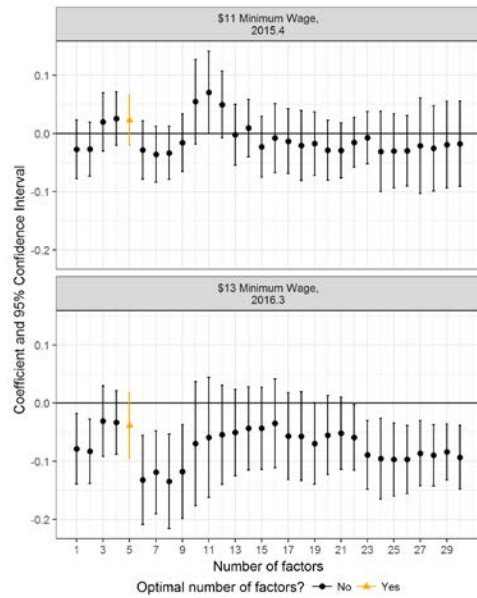 $11 Minimum Wage,
2015.4
0.1
0.0
-0.1
-0.2
$13 Minimum Wage,
2016.3
0.1
0.0
-0.1
-0.2
Coefficient and 95% Confidence Interval
1 3 5 7 9 11 13 15 17 19 21 23 25 27 29
Number of factors
Optimal number of factors? No Yes